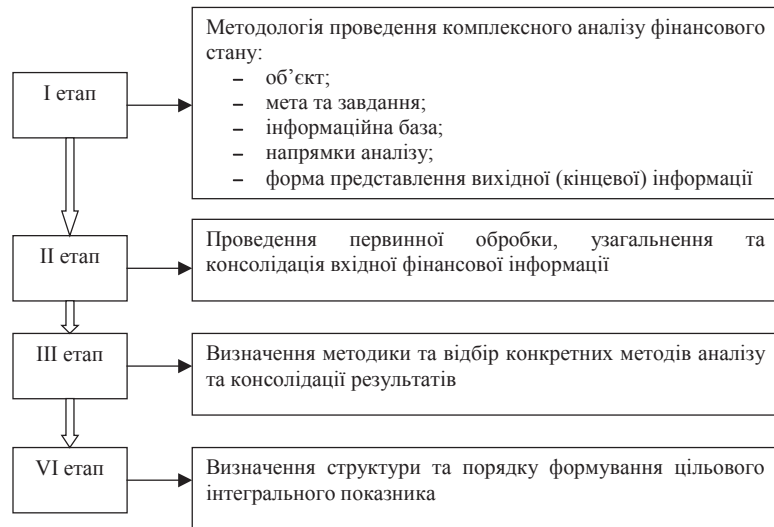 Методологія проведення комплексного аналізу фінансового
стану:
– об’єкт;
– мета та завдання;
– інформаційна база;
– напрямки аналізу;
– форма представлення вихідної (кінцевої) інформації
І етап
Проведення первинної обробки, узагальнення та
консолідація вхідної фінансової інформації
ІІ етап
Визначення методики та відбір конкретних методів аналізу
та консолідації результатів
ІІІ етап
Визначення структури та порядку формування цільового
інтегрального показника
VI етап